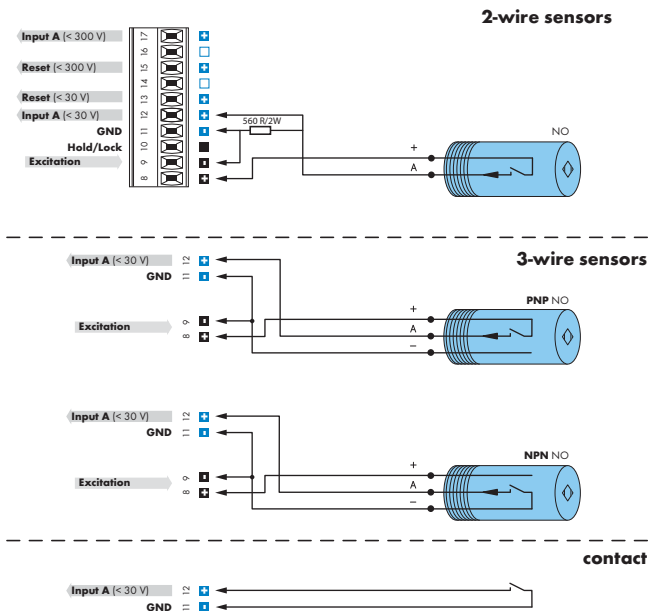 2-wire sensors
Input A (< 300 V) 17
16
Reset (< 300 V) 15
14
Reset (< 30 V) 13
Input A (< 30 V) 12
GND 11
Hold/Lock 10
Excitation 9
8
560 R/2W
NO
+
A
3-wire sensors
Input A (< 30 V) 12
GND 11
PNP NO
+
Excitation 9
8
A
–
Input A (< 30 V) 12
GND 11
NPN NO
+
Excitation 9
8
A
–
contact
Input A (< 30 V) 12
GND 11